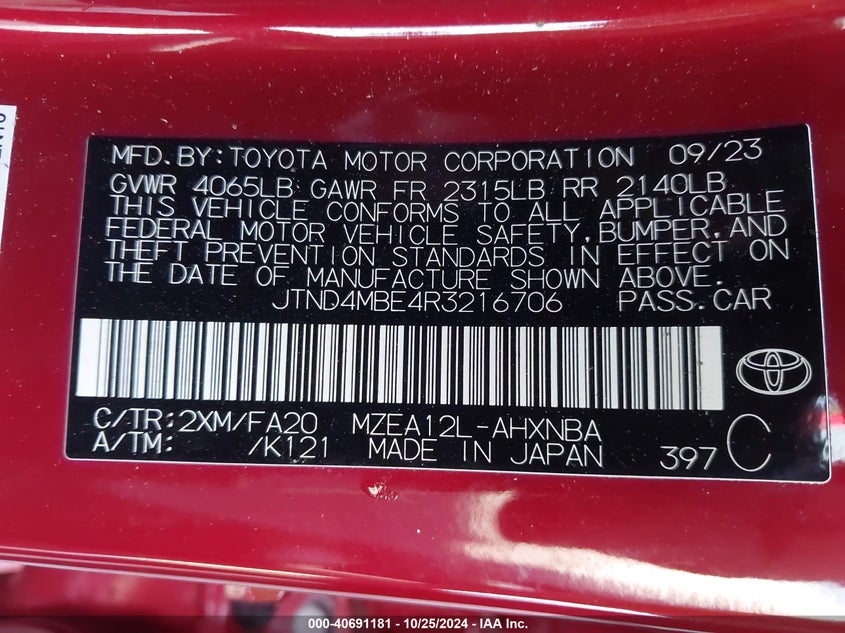 MFD.BY:TOYOTA MOTOR CORPORATION 09/23
GVWR 4065LB GAWR FR 2315LB RR 2140LB
THIS VEHICLE CONFORMS TO ALL APPLICABLE
FEDERAL MOTOR VEHICLE SAFETY,BUMPER,AND
THEFT PREVENTION STANDARDS IN EFFECT ON
THE DATE OF MANUFACTURE SHOWN ABOVE.
JTND4MBE4R3216706 PASS.CAR
C/TR:2XM/FA20 MZEA12L-AHXNBA
A/TM: /K121 MADE IN JAPAN 397 C
000-40691181 - 10/25/2024 - IAA Inc.